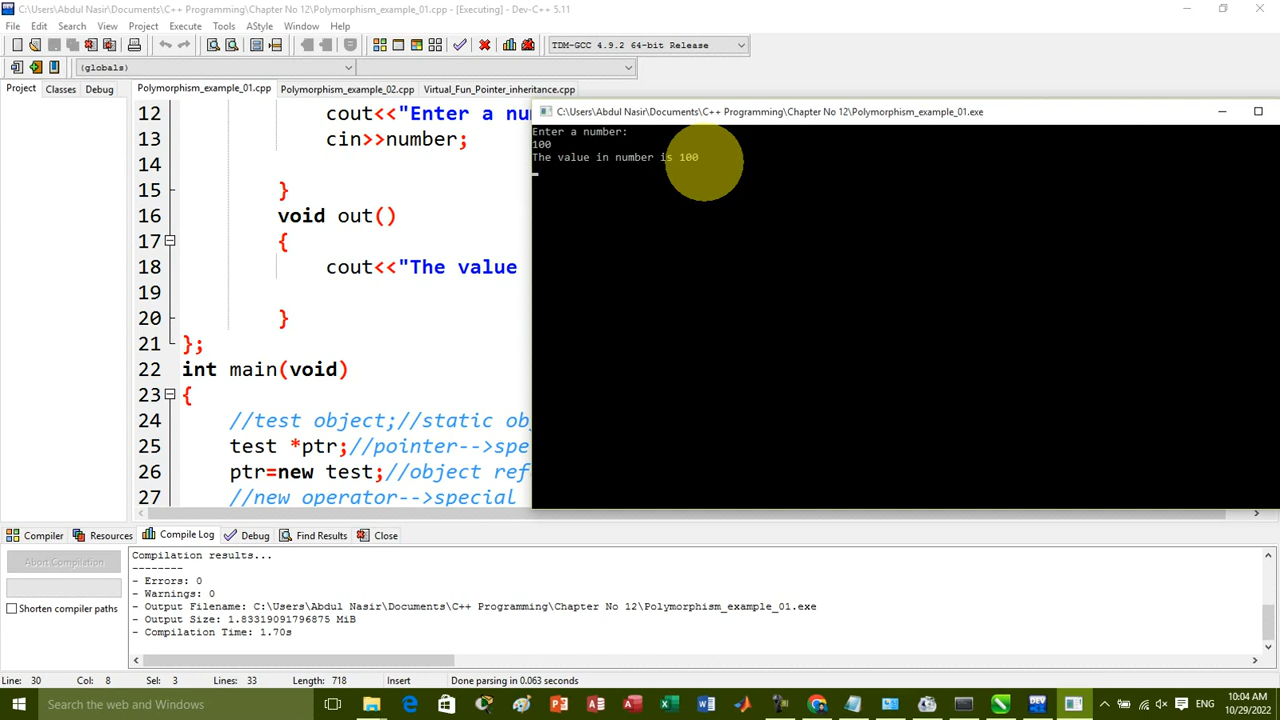 C:\Users\Abdul Nasir\Documents\C++ Programming\Chapter No 12\Polymorphism_example_01.cpp - [Executing] - Dev-C++ 5.11
File Edit Search View Project Execute Tools AStyle Window Help
TDM-GCC 4.9.2 64-bit Release
(globals)
Project Classes Debug
Polymorphism_example_01.cpp Polymorphism_example_02.cpp Virtual_Fun_Pointer_inheritance.cpp
12 cout<<"Enter a nu
13 cin>>number;
14
15 }
16 void out()
17 {
18 cout<<"The value
19
20 }
21 };
22 int main(void)
23 {
24 //test object;//static ob
25 test *ptr;//pointer-->spe
26 ptr=new test;//object ref
27 //new operator-->special
C:\Users\Abdul Nasir\Documents\C++ Programming\Chapter No 12\Polymorphism_example_01.exe
Enter a number:
100
The value in number is 100
Compiler Resources Compile Log Debug Find Results Close
Abort Compilation
Shorten compiler paths
Compilation results...
--------
- Errors: 0
- Warnings: 0
- Output Filename: C:\Users\Abdul Nasir\Documents\C++ Programming\Chapter No 12\Polymorphism_example_01.exe
- Output Size: 1.83319091796875 MiB
- Compilation Time: 1.70s
Line: 30 Col: 8 Sel: 3 Lines: 33 Length: 718 Insert Done parsing in 0.063 seconds
Search the web and Windows
ENG
10:04 AM
10/29/2022